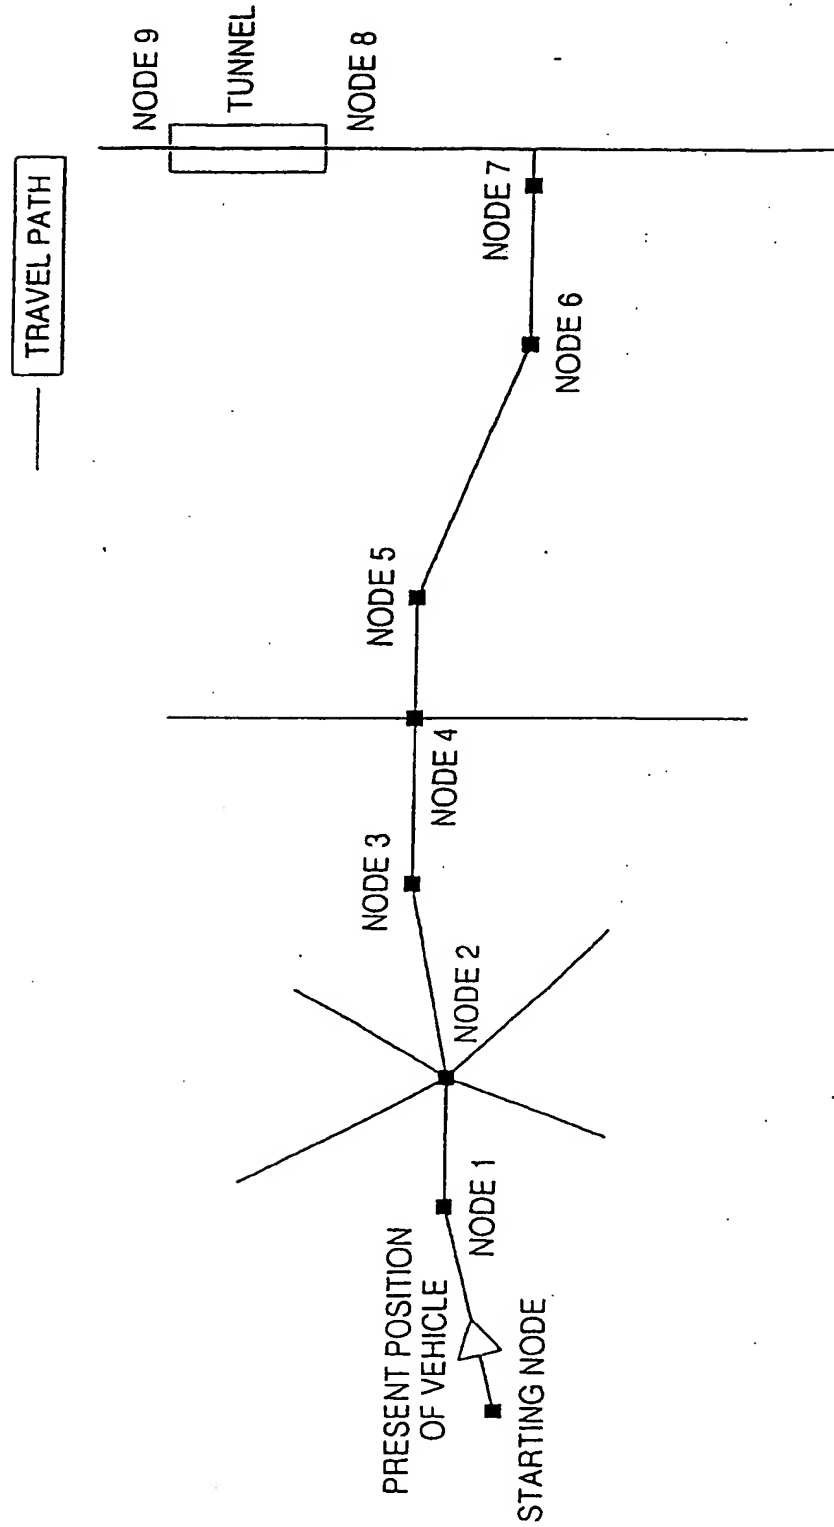 TRAVEL PATH
PRESENT POSITION
OF VEHICLE
STARTING NODE
NODE 1
NODE 2
NODE 3
NODE 4
NODE 5
NODE 6
NODE 7
NODE 8
TUNNEL
NODE 9